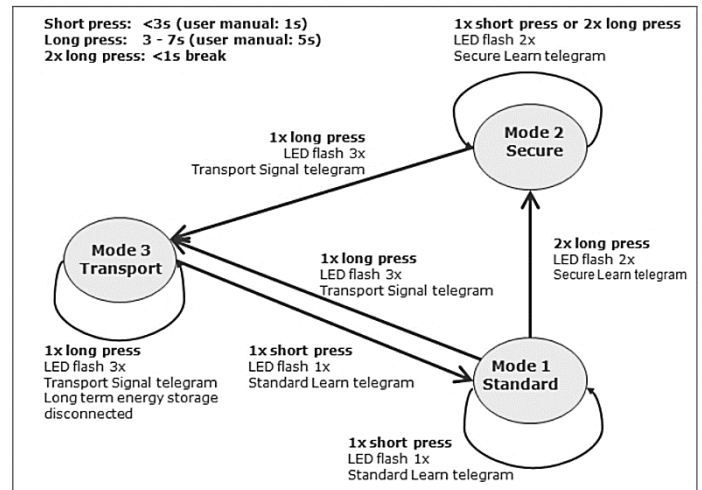 Short press: <3s (user manual: 1s)
Long press: 3 - 7s (user manual: 5s)
2x long press: <1s break
1x short press or 2x long press
LED flash 2x
Secure Learn telegram
Mode 2
Secure
1x long press
LED flash 3x
Transport Signal telegram
Mode 3
Transport
1x long press
LED flash 3x
Transport Signal telegram
2x long press
LED flash 2x
Secure Learn telegram
1x long press
LED flash 3x
Transport Signal telegram
Long term energy storage
disconnected
1x short press
LED flash 1x
Standard Learn telegram
Mode 1
Standard
1x short press
LED flash 1x
Standard Learn telegram